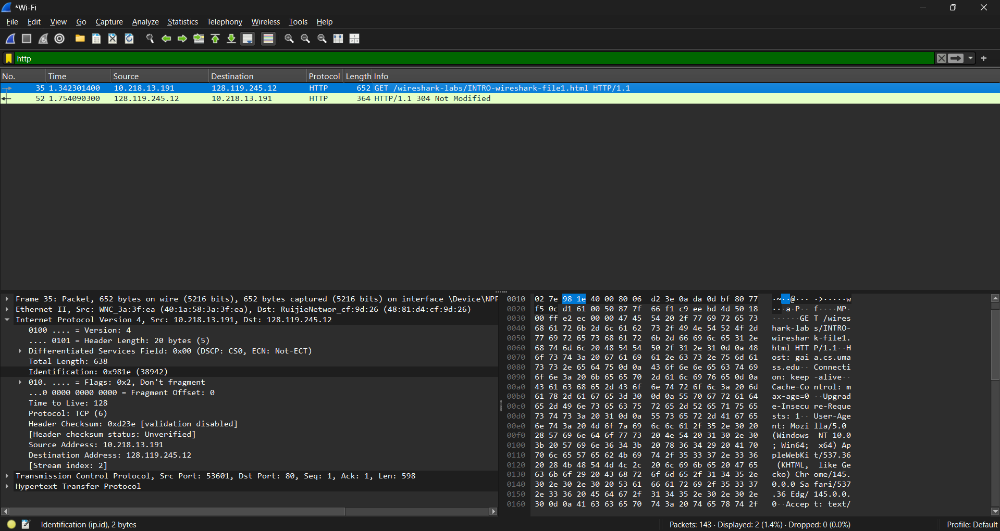 *Wi-Fi
File Edit View Go Capture Analyze Statistics Telephony Wireless Tools Help
http
No. Time Source Destination Protocol Length Info
35 1.342301400 10.218.13.191 128.119.245.12 HTTP 652 GET /wireshark-labs/INTRO-wireshark-file1.html HTTP/1.1
52 1.754090300 128.119.245.12 10.218.13.191 HTTP 364 HTTP/1.1 304 Not Modified
Frame 35: Packet, 652 bytes on wire (5216 bits), 652 bytes captured (5216 bits) on interface \Device\NPF
Ethernet II, Src: WNC_3a:3f:ea (40:1a:58:3a:3f:ea), Dst: RuijieNetwor_cf:9d:26 (48:81:d4:cf:9d:26)
Internet Protocol Version 4, Src: 10.218.13.191, Dst: 128.119.245.12
0100 .... = Version: 4
.... 0101 = Header Length: 20 bytes (5)
Differentiated Services Field: 0x00 (DSCP: CS0, ECN: Not-ECT)
Total Length: 638
Identification: 0x981e (38942)
010. .... = Flags: 0x2, Don't fragment
...0 0000 0000 0000 = Fragment Offset: 0
Time to Live: 128
Protocol: TCP (6)
Header Checksum: 0xd23e [validation disabled]
[Header checksum status: Unverified]
Source Address: 10.218.13.191
Destination Address: 128.119.245.12
[Stream index: 2]
Transmission Control Protocol, Src Port: 53601, Dst Port: 80, Seq: 1, Ack: 1, Len: 598
Hypertext Transfer Protocol
0010 02 7e 98 1e 40 00 80 06 d2 3e 0a da 0d bf 80 77 ·~··@··· ·>·····w
0020 f5 0c d1 61 00 50 87 7f 66 f1 c9 ee bd 4d 50 18 ···a·P·· f····MP·
0030 00 ff e2 ec 00 00 47 45 54 20 2f 77 69 72 65 73 ······GE T /wires
0040 68 61 72 6b 2d 6c 61 62 73 2f 49 4e 54 52 4f 2d hark-lab s/INTRO-
0050 77 69 72 65 73 68 61 72 6b 2d 66 69 6c 65 31 2e wireshar k-file1.
0060 68 74 6d 6c 20 48 54 54 50 2f 31 2e 31 0d 0a 48 html HTT P/1.1··H
0070 6f 73 74 3a 20 67 61 69 61 2e 63 73 2e 75 6d 61 ost: gai a.cs.uma
0080 73 73 2e 65 64 75 0d 0a 43 6f 6e 6e 65 63 74 69 ss.edu·· Connecti
0090 6f 6e 3a 20 6b 65 65 70 2d 61 6c 69 76 65 0d 0a on: keep -alive··
00a0 43 61 63 68 65 2d 43 6f 6e 74 72 6f 6c 3a 20 6d Cache-Co ntrol: m
00b0 61 78 2d 61 67 65 3d 30 0d 0a 55 70 67 72 61 64 ax-age=0 ··Upgrad
00c0 65 2d 49 6e 73 65 63 75 72 65 2d 52 65 71 75 65 e-Insecu re-Reque
00d0 73 74 73 3a 20 31 0d 0a 55 73 65 72 2d 41 67 65 sts: 1·· User-Age
00e0 6e 74 3a 20 4d 6f 7a 69 6c 6c 61 2f 35 2e 30 20 nt: Mozi lla/5.0
00f0 28 57 69 6e 64 6f 77 73 20 4e 54 20 31 30 2e 30 (Windows NT 10.0
0100 3b 20 57 69 6e 36 34 3b 20 78 36 34 29 20 41 70 ; Win64; x64) Ap
0110 70 6c 65 57 65 62 4b 69 74 2f 35 33 37 2e 33 36 pleWebKi t/537.36
0120 20 28 4b 48 54 4d 4c 2c 20 6c 69 6b 65 20 47 65 (KHTML, like Ge
0130 63 6b 6f 29 20 43 68 72 6f 6d 65 2f 31 34 35 2e cko) Chr ome/145.
0140 30 2e 30 2e 30 20 53 61 66 61 72 69 2f 35 33 37 0.0.0 Sa fari/537
0150 2e 33 36 20 45 64 67 2f 31 34 35 2e 30 2e 30 2e .36 Edg/ 145.0.0.
0160 30 0d 0a 41 63 63 65 70 74 3a 20 74 65 78 74 2f 0··Accep t: text/
Identification (ip.id), 2 bytes
Packets: 143 · Displayed: 2 (1.4%) · Dropped: 0 (0.0%)
Profile: Default